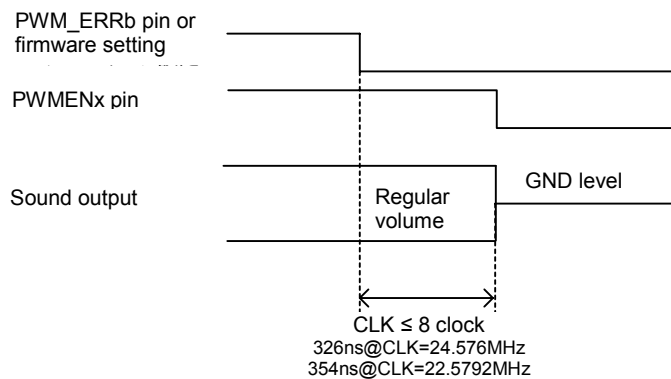 PWM_ERRb pin or
firmware setting
PWMENx pin
Sound output
Regular
volume
GND level
CLK ≤ 8 clock
326ns@CLK=24.576MHz
354ns@CLK=22.5792MHz